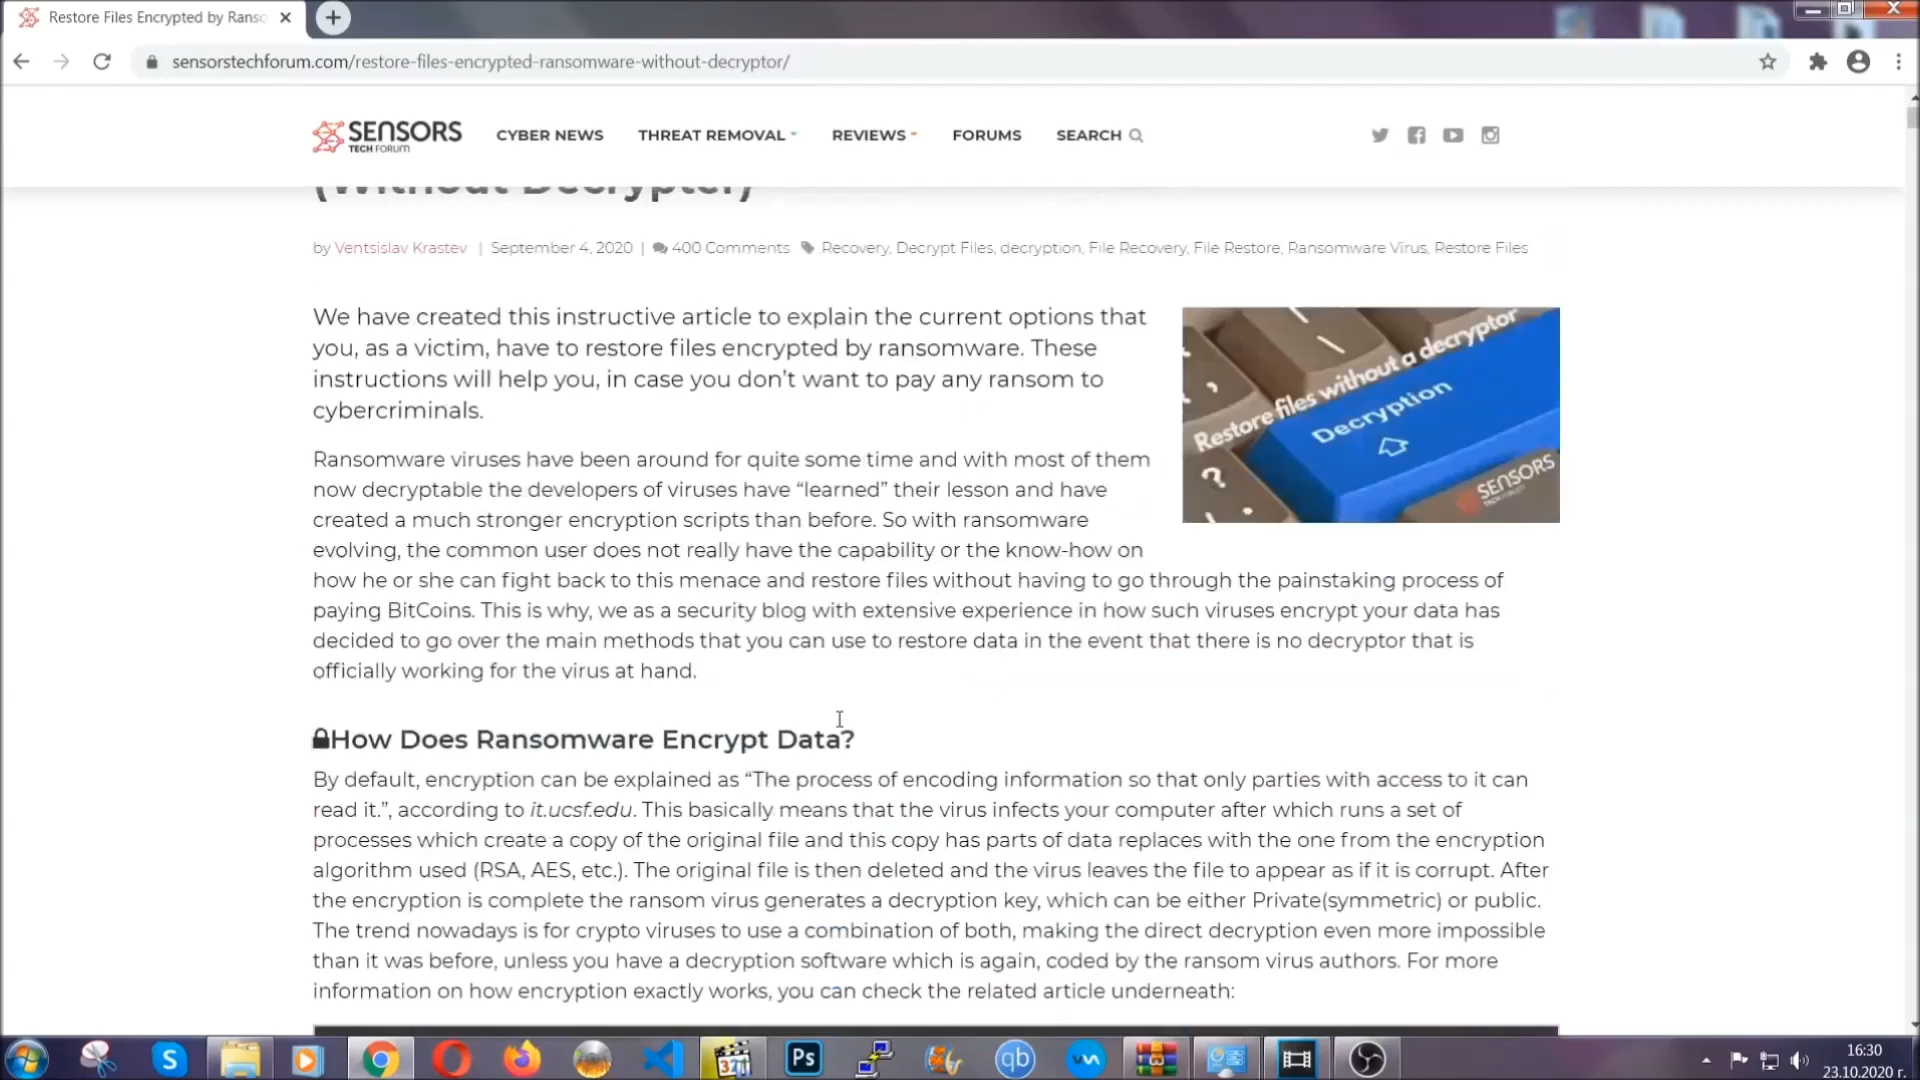 Restore Files Encrypted by Ranso
sensorstechforum.com/restore-files-encrypted-ransomware-without-decryptor/
SENSORS
TECH FORUM
CYBER NEWS THREAT REMOVAL REVIEWS FORUMS SEARCH
(Without Decrypter)
by Ventsislav Krastev | September 4, 2020 | 400 Comments Recovery, Decrypt Files, decryption, File Recovery, File Restore, Ransomware Virus, Restore Files
We have created this instructive article to explain the current options that
you, as a victim, have to restore files encrypted by ransomware. These
instructions will help you, in case you don’t want to pay any ransom to
cybercriminals.
Restore files without a decryptor
Decryption
SENSORS
Ransomware viruses have been around for quite some time and with most of them
now decryptable the developers of viruses have “learned” their lesson and have
created a much stronger encryption scripts than before. So with ransomware
evolving, the common user does not really have the capability or the know-how on
how he or she can fight back to this menace and restore files without having to go through the painstaking process of
paying BitCoins. This is why, we as a security blog with extensive experience in how such viruses encrypt your data has
decided to go over the main methods that you can use to restore data in the event that there is no decryptor that is
officially working for the virus at hand.
How Does Ransomware Encrypt Data?
By default, encryption can be explained as “The process of encoding information so that only parties with access to it can
read it.”, according to it.ucsf.edu. This basically means that the virus infects your computer after which runs a set of
processes which create a copy of the original file and this copy has parts of data replaces with the one from the encryption
algorithm used (RSA, AES, etc.). The original file is then deleted and the virus leaves the file to appear as if it is corrupt. After
the encryption is complete the ransom virus generates a decryption key, which can be either Private(symmetric) or public.
The trend nowadays is for crypto viruses to use a combination of both, making the direct decryption even more impossible
than it was before, unless you have a decryption software which is again, coded by the ransom virus authors. For more
information on how encryption exactly works, you can check the related article underneath:
S
321
Ps
qb
16:30
23.10.2020 г.